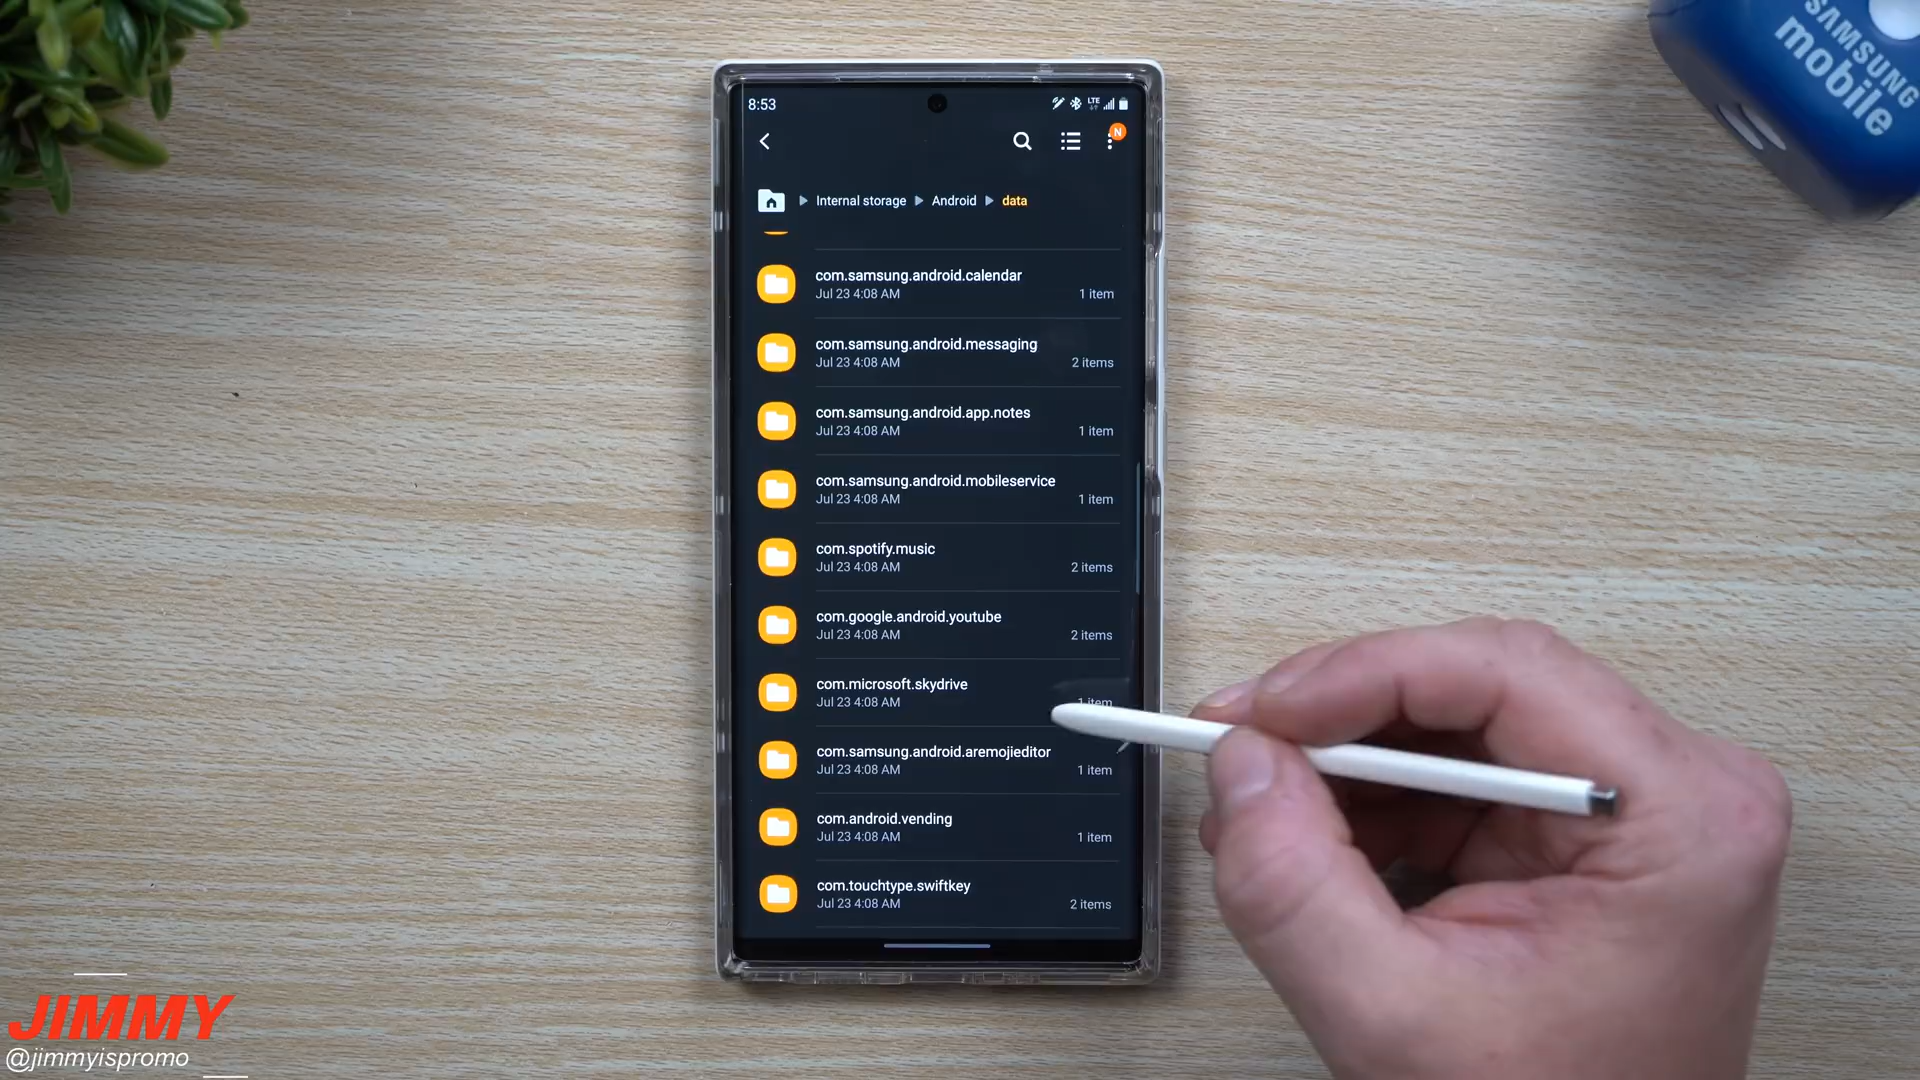 SAMSUNG
mobile
8:53
LTE
N
Internal storage
Android
data
com.samsung.android.calendar
Jul 23 4:08 AM
1 item
com.samsung.android.messaging
Jul 23 4:08 AM
2 items
com.samsung.android.app.notes
Jul 23 4:08 AM
1 item
com.samsung.android.mobileservice
Jul 23 4:08 AM
1 item
com.spotify.music
Jul 23 4:08 AM
2 items
com.google.android.youtube
Jul 23 4:08 AM
2 items
com.microsoft.skydrive
Jul 23 4:08 AM
1 item
com.samsung.android.aremojieditor
Jul 23 4:08 AM
1 item
com.android.vending
Jul 23 4:08 AM
1 item
com.touchtype.swiftkey
Jul 23 4:08 AM
2 items
JIMMY
@jimmyispromo